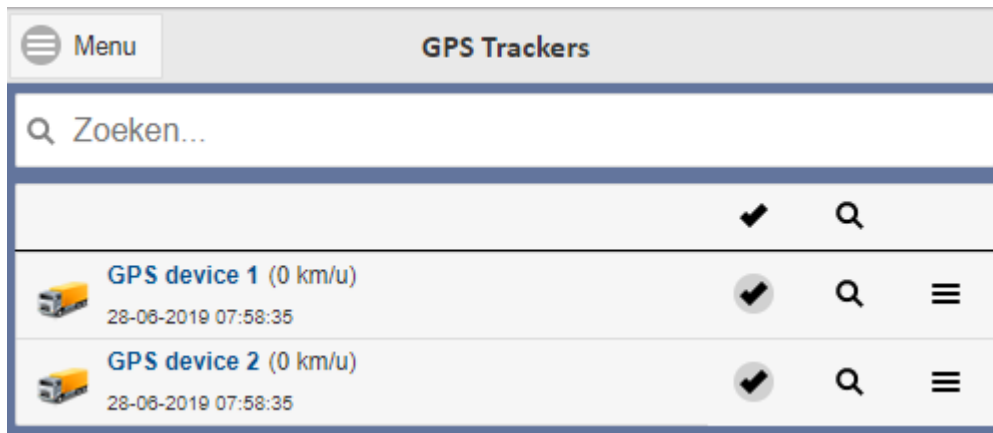 Menu
GPS Trackers
Zoeken...
GPS device 1 (0 km/u)
28-06-2019 07:58:35
GPS device 2 (0 km/u)
28-06-2019 07:58:35